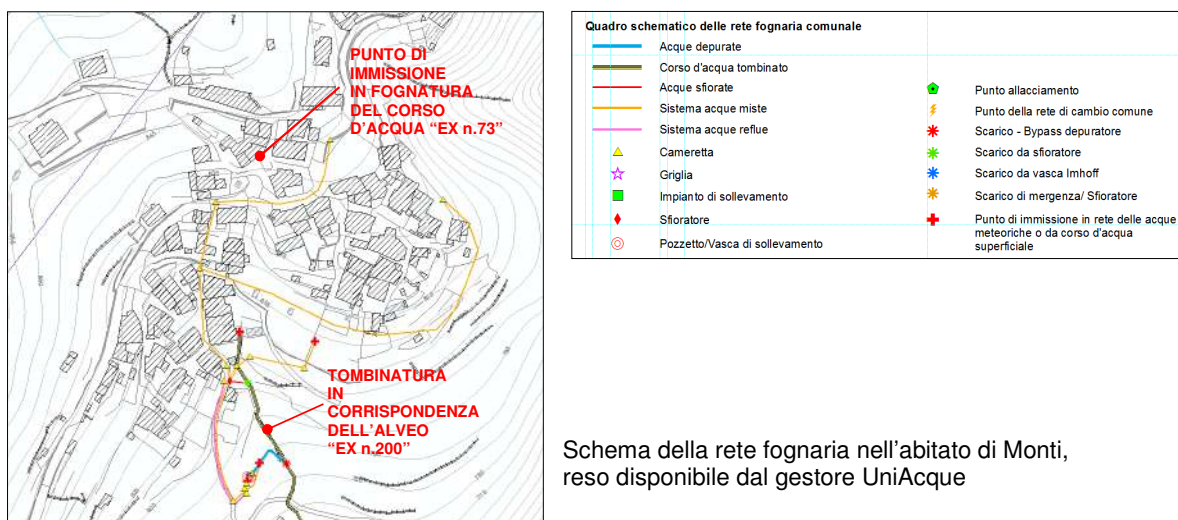 PUNTO DI
IMMISSIONE
IN FOGNATURA
DEL CORSO
D'ACQUA “EX n.73”
TOMBINATURA
IN
CORRISPONDENZA
DELL'ALVEO
“EX n.200”
Quadro schematico delle rete fognaria comunale
Acque depurate
Corso d'acqua tombinato
Acque sfiorate
Sistema acque miste
Sistema acque reflue
Cameretta
Griglia
Impianto di sollevamento
Sfioratore
Pozzetto/Vasca di sollevamento
Punto allacciamento
Punto della rete di cambio comune
Scarico - Bypass depuratore
Scarico da sfioratore
Scarico da vasca Imhoff
Scarico di mergenza/ Sfioratore
Punto di immissione in rete delle acque
meteoriche o da corso d'acqua
superficiale
Schema della rete fognaria nell'abitato di Monti,
reso disponibile dal gestore UniAcque